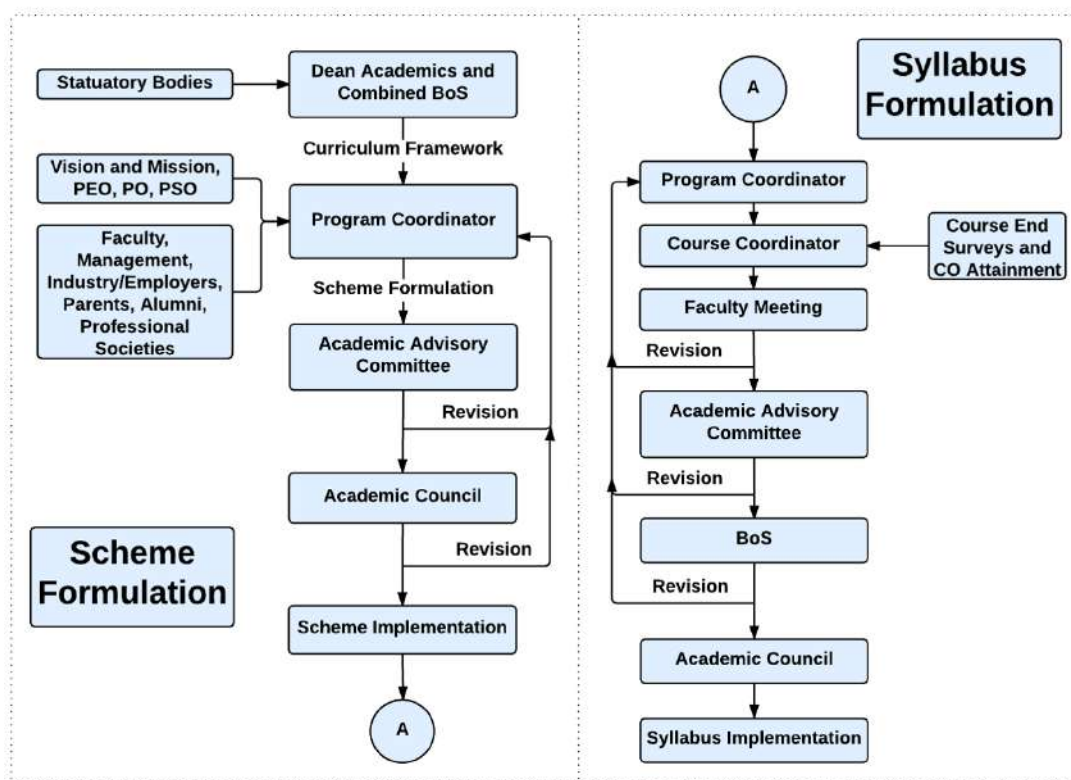 Statuatory Bodies
Dean Academics and
Combined BoS
Curriculum Framework
Vision and Mission,
PEO, PO, PSO
Program Coordinator
Faculty,
Management,
Industry/Employers,
Parents, Alumni,
Professional
Societies
Scheme Formulation
Academic Advisory
Committee
Revision
Academic Council
Revision
Scheme
Formulation
Scheme Implementation
A
Syllabus
Formulation
A
Program Coordinator
Course Coordinator
Course End
Surveys and
CO Attainment
Faculty Meeting
Revision
Academic Advisory
Committee
Revision
BoS
Revision
Academic Council
Syllabus Implementation